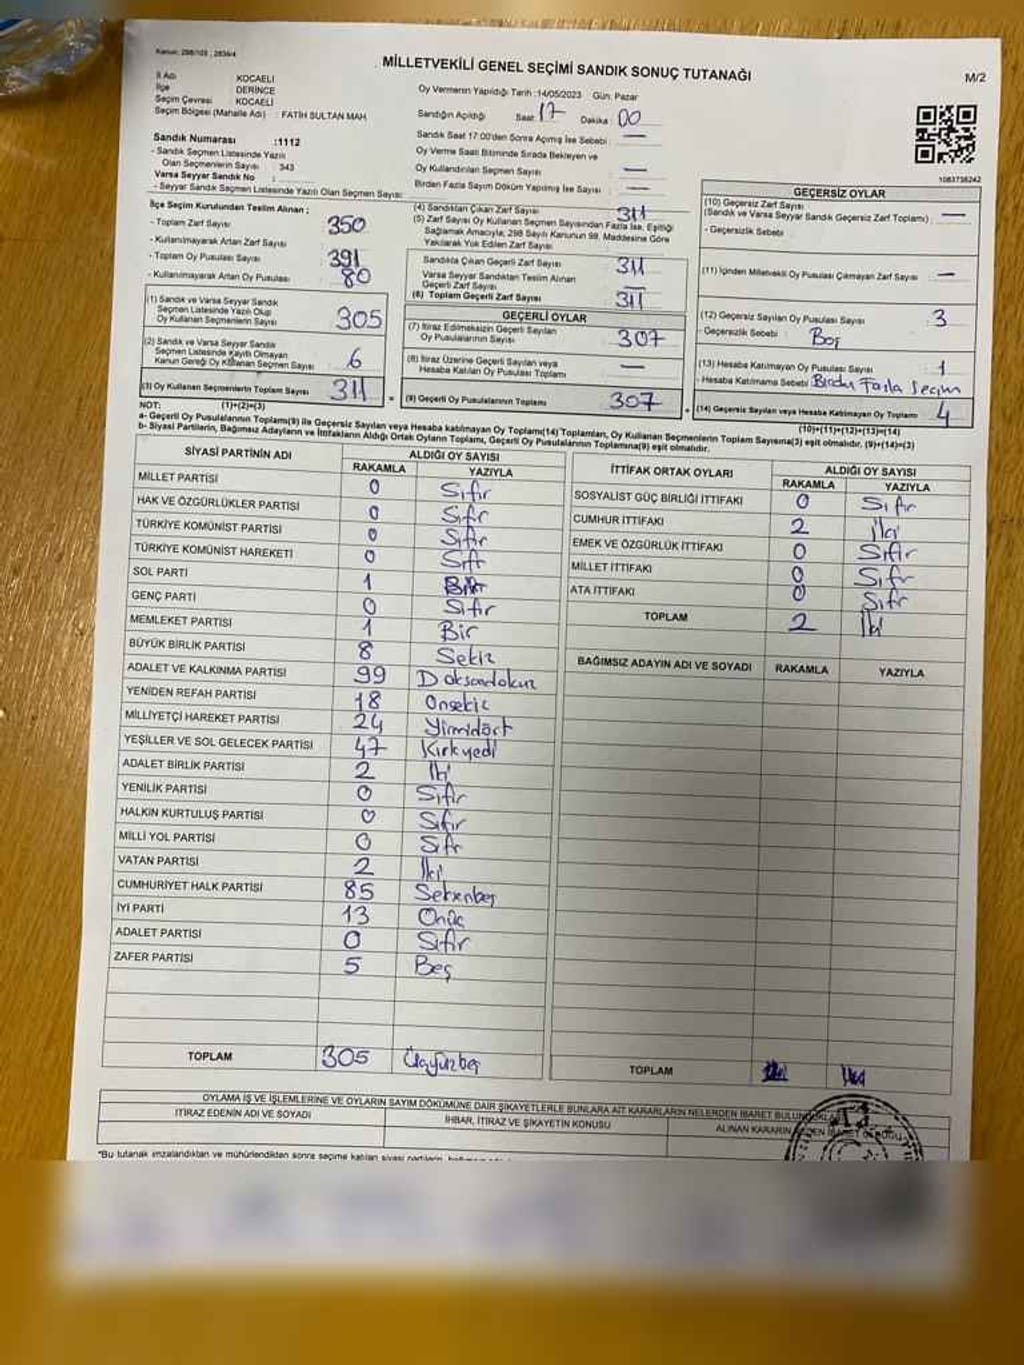 Kanun: 298/103 , 2839/4
MİLLETVEKİLİ GENEL SEÇİMİ SANDIK SONUÇ TUTANAĞI
M/2
İl Adı KOCAELİ
İlçe DERİNCE
Seçim Çevresi KOCAELİ
Seçim Bölgesi (Mahalle Adı) : FATİH SULTAN MAH.
Sandık Numarası :1112
- Sandık Seçmen Listesinde Yazılı
Olan Seçmenlerin Sayısı : 343
Varsa Seyyar Sandık No :
- Seyyar Sandık Seçmen Listesinde Yazılı Olan Seçmen Sayısı:
Oy Vermenin Yapıldığı Tarih :14/05/2023 Gün: Pazar
Sandığın Açıldığı Saat: 17 Dakika: 00
Sandık Saat 17:00'den Sonra Açılmış İse Sebebi : —
Oy Verme Saati Bitiminde Sırada Bekleyen ve
Oy Kullandırılan Seçmen Sayısı —
Birden Fazla Sayım Döküm Yapılmış İse Sayısı : —
1083738242
İlçe Seçim Kurulundan Teslim Alınan ;
- Toplam Zarf Sayısı : 350
- Kullanılmayarak Artan Zarf Sayısı :
- Toplam Oy Pusulası Sayısı : 391
- Kullanılmayarak Artan Oy Pusulası : 80
(1) Sandık ve Varsa Seyyar Sandık
Seçmen Listesinde Yazılı Olup
Oy Kullanan Seçmenlerin Sayısı : 305
(2) Sandık ve Varsa Seyyar Sandık
Seçmen Listesinde Kayıtlı Olmayan
Kanun Gereği Oy Kullanan Seçmen Sayısı : 6
(3) Oy Kullanan Seçmenlerin Toplam Sayısı 311
(4) Sandıktan Çıkan Zarf Sayısı : 311
(5) Zarf Sayısı Oy Kullanan Seçmen Sayısından Fazla İse, Eşitliği
Sağlamak Amacıyla; 298 Sayılı Kanunun 99. Maddesine Göre
Yakılarak Yok Edilen Zarf Sayısı
Sandıkta Çıkan Geçerli Zarf Sayısı : 311
Varsa Seyyar Sandıktan Teslim Alınan
Geçerli Zarf Sayısı : —
(6) Toplam Geçerli Zarf Sayısı : 311
GEÇERLİ OYLAR
(7) İtiraz Edilmeksizin Geçerli Sayılan
Oy Pusulalarının Sayısı : 307
(8) İtiraz Üzerine Geçerli Sayılan veya
Hesaba Katılan Oy Pusulası Toplamı : —
= (9) Geçerli Oy Pusulalarının Toplamı 307
GEÇERSİZ OYLAR
(10) Geçersiz Zarf Sayısı
(Sandık ve Varsa Seyyar Sandık Geçersiz Zarf Toplamı) : —
- Geçersizlik Sebebi :
(11) İçinden Milletvekili Oy Pusulası Çıkmayan Zarf Sayısı : —
(12) Geçersiz Sayılan Oy Pusulası Sayısı : 3
- Geçersizlik Sebebi : Boş
(13) Hesaba Katılmayan Oy Pusulası Sayısı : 1
- Hesaba Katılmama Sebebi : Birden Fazla Seçim
+ (14) Geçersiz Sayılan veya Hesaba Katılmayan Oy Toplamı 4
NOT: (1)+(2)=(3)
(10)+(11)+(12)+(13)=(14)
a- Geçerli Oy Pusulaları Toplamı(9) ile Geçersiz Sayılan veya Hesaba katılmayan Oy Toplamı(14) Toplamları, Oy Kullanan Seçmenlerin Toplam Sayısına(3) eşit olmalıdır. (9)+(14)=(3)
b- Siyasi Partilerin, Bağımsız Adayların ve İttifakların Aldığı Ortak Oyların Toplamı, Geçerli Oy Pusulalarının Toplamına(9) eşit olmalıdır.
SİYASİ PARTİNİN ADI ALDIĞI OY SAYISI
RAKAMLA YAZIYLA
MİLLET PARTİSİ 0 Sıfır
HAK VE ÖZGÜRLÜKLER PARTİSİ 0 Sıfır
TÜRKİYE KOMÜNİST PARTİSİ 0 Sıfır
TÜRKİYE KOMÜNİST HAREKETİ 0 Sıfır
SOL PARTİ 1 Bir
GENÇ PARTİ 0 Sıfır
MEMLEKET PARTİSİ 1 Bir
BÜYÜK BİRLİK PARTİSİ 8 Sekiz
ADALET VE KALKINMA PARTİSİ 99 Doksandokuz
YENİDEN REFAH PARTİSİ 18 Onsekiz
MİLLİYETÇİ HAREKET PARTİSİ 24 Yirmidört
YEŞİLLER VE SOL GELECEK PARTİSİ 47 Kırkyedi
ADALET BİRLİK PARTİSİ 2 İki
YENİLİK PARTİSİ 0 Sıfır
HALKIN KURTULUŞ PARTİSİ 0 Sıfır
MİLLİ YOL PARTİSİ 0 Sıfır
VATAN PARTİSİ 2 İki
CUMHURİYET HALK PARTİSİ 85 Seksenbeş
İYİ PARTİ 13 Onüç
ADALET PARTİSİ 0 Sıfır
ZAFER PARTİSİ 5 Beş
TOPLAM 305 Üçyüzbeş
İTTİFAK ORTAK OYLARI ALDIĞI OY SAYISI
RAKAMLA YAZIYLA
SOSYALİST GÜÇ BİRLİĞİ İTTİFAKI 0 Sıfır
CUMHUR İTTİFAKI 2 İki
EMEK VE ÖZGÜRLÜK İTTİFAKI 0 Sıfır
MİLLET İTTİFAKI 0 Sıfır
ATA İTTİFAKI 0 Sıfır
TOPLAM 2 İki
BAĞIMSIZ ADAYIN ADI VE SOYADI RAKAMLA YAZIYLA
TOPLAM
OYLAMA İŞ VE İŞLEMLERİNE VE OYLARIN SAYIM DÖKÜMÜNE DAİR ŞİKAYETLERLE BUNLARA AİT KARARLARIN NELERDEN İBARET BULUNDUKLARI
İTİRAZ EDENİN ADI VE SOYADI İHBAR, İTİRAZ VE ŞİKAYETİN KONUSU ALINAN KARARIN NEDEN İBARET OLDUĞU
*Bu tutanak imzalandıktan ve mühürlendikten sonra seçime katılan siyasi partilerin,